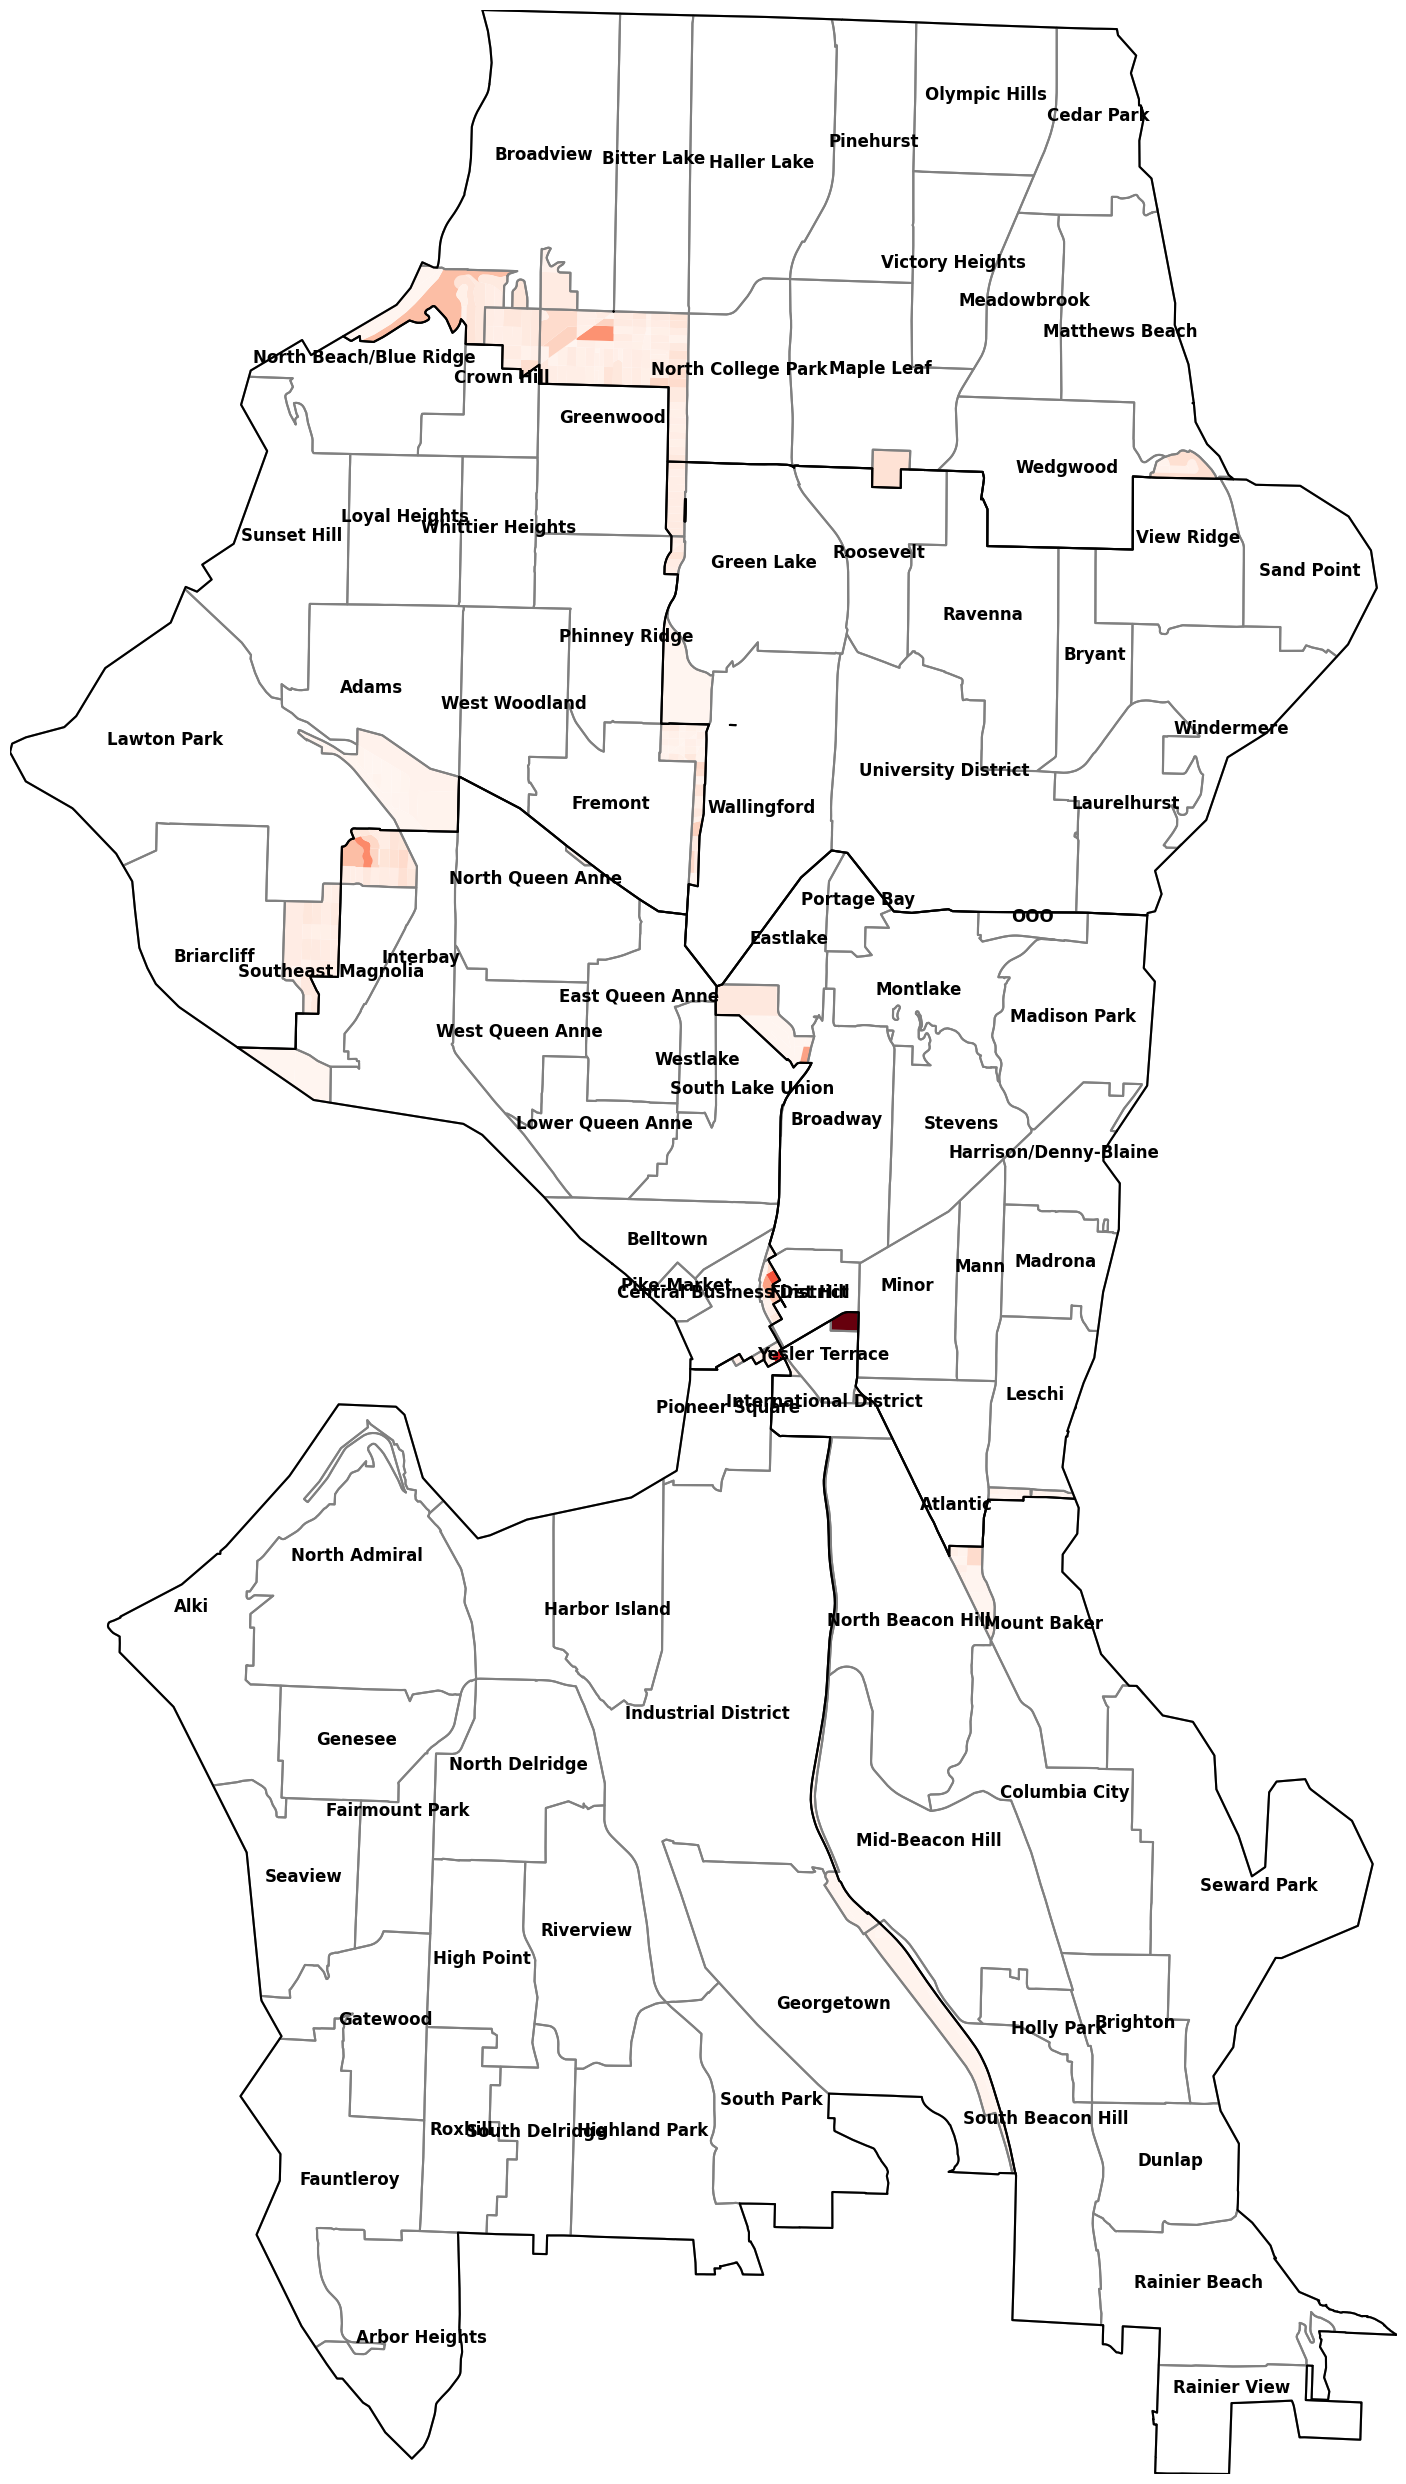 Olympic Hills
Cedar Park
Pinehurst
Broadview
Bitter Lake
Haller Lake
Victory Heights
Meadowbrook
Matthews Beach
North Beach/Blue Ridge
North College Park
Maple Leaf
Crown Hill
Greenwood
Wedgwood
Loyal Heights
Whittier Heights
Sunset Hill
View Ridge
Roosevelt
Green Lake
Sand Point
Ravenna
Phinney Ridge
Bryant
Adams
West Woodland
Windermere
Lawton Park
University District
Fremont
Laurelhurst
Wallingford
North Queen Anne
Portage Bay
OOO
Eastlake
Briarcliff
Interbay
Southeast Magnolia
Montlake
East Queen Anne
Madison Park
West Queen Anne
Westlake
South Lake Union
Broadway
Stevens
Lower Queen Anne
Harrison/Denny-Blaine
Belltown
Madrona
Mann
Pike-Market
Minor
Central Business District
First Hill
Yesler Terrace
Leschi
International District
Pioneer Square
Atlantic
North Admiral
Alki
Harbor Island
North Beacon Hill
Mount Baker
Industrial District
Genesee
North Delridge
Columbia City
Fairmount Park
Mid-Beacon Hill
Seaview
Seward Park
Riverview
High Point
Georgetown
Gatewood
Brighton
Holly Park
South Park
South Beacon Hill
Roxhill
South Delridge
Highland Park
Dunlap
Fauntleroy
Rainier Beach
Arbor Heights
Rainier View